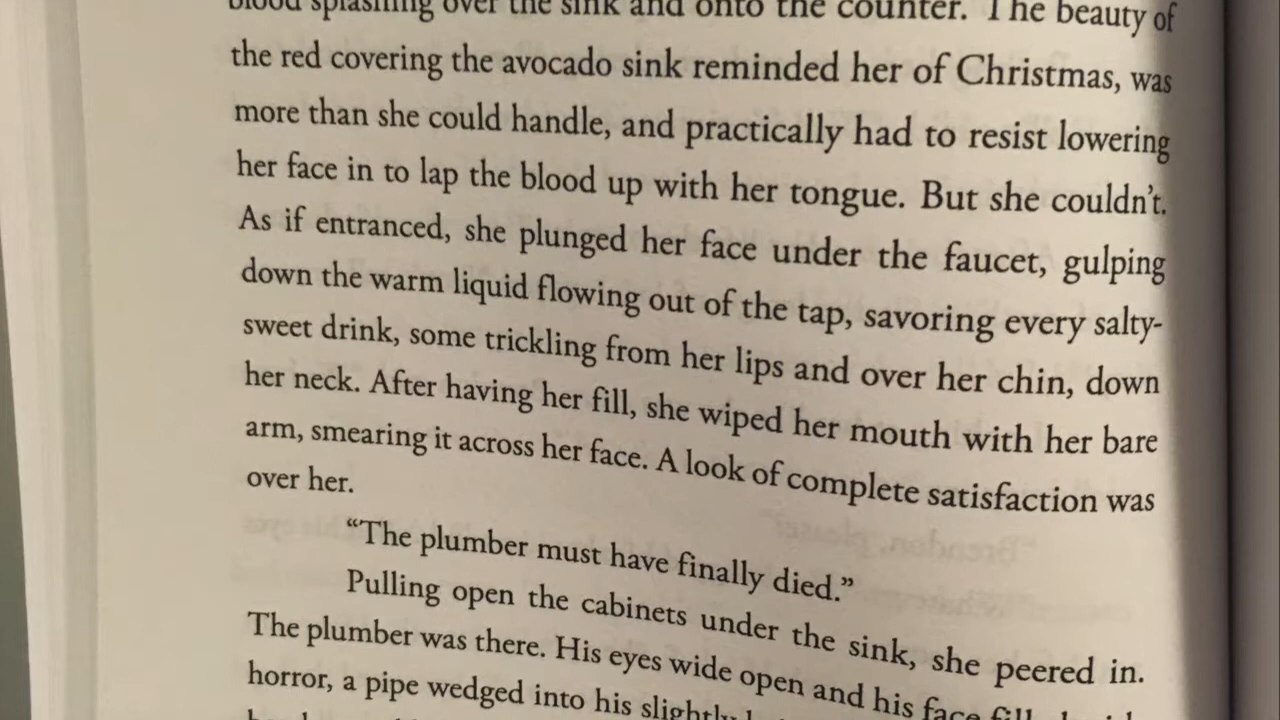 blood splashing over the sink and onto the counter. The beauty of
the red covering the avocado sink reminded her of Christmas, was
more than she could handle, and practically had to resist lowering
her face in to lap the blood up with her tongue. But she couldn't.
As if entranced, she plunged her face under the faucet, gulping
down the warm liquid flowing out of the tap, savoring every salty-
sweet drink, some trickling from her lips and over her chin, down
her neck. After having her fill, she wiped her mouth with her bare
arm, smearing it across her face. A look of complete satisfaction was
over her.
“The plumber must have finally died.”
Pulling open the cabinets under the sink, she peered in.
The plumber was there. His eyes wide open and his face
horror, a pipe wedged into his slightly